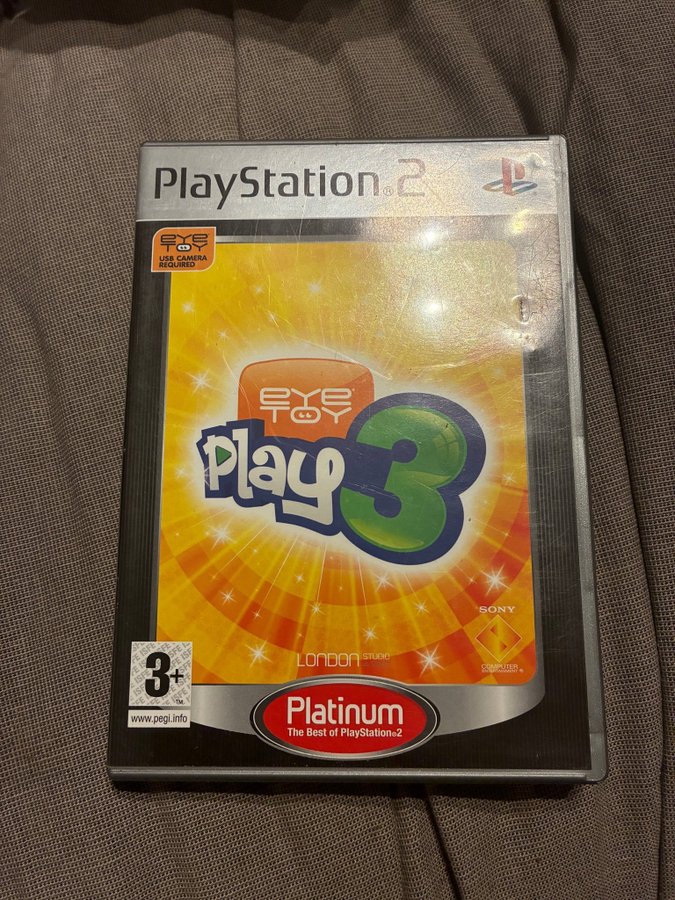 PlayStation®2
EYE
TOY
USB CAMERA
REQUIRED
EYE
TOY
Play 3
SONY
COMPUTER
ENTERTAINMENT®
LONDON STUDIO
3+
TM
www.pegi.info
Platinum
The Best of PlayStation®2